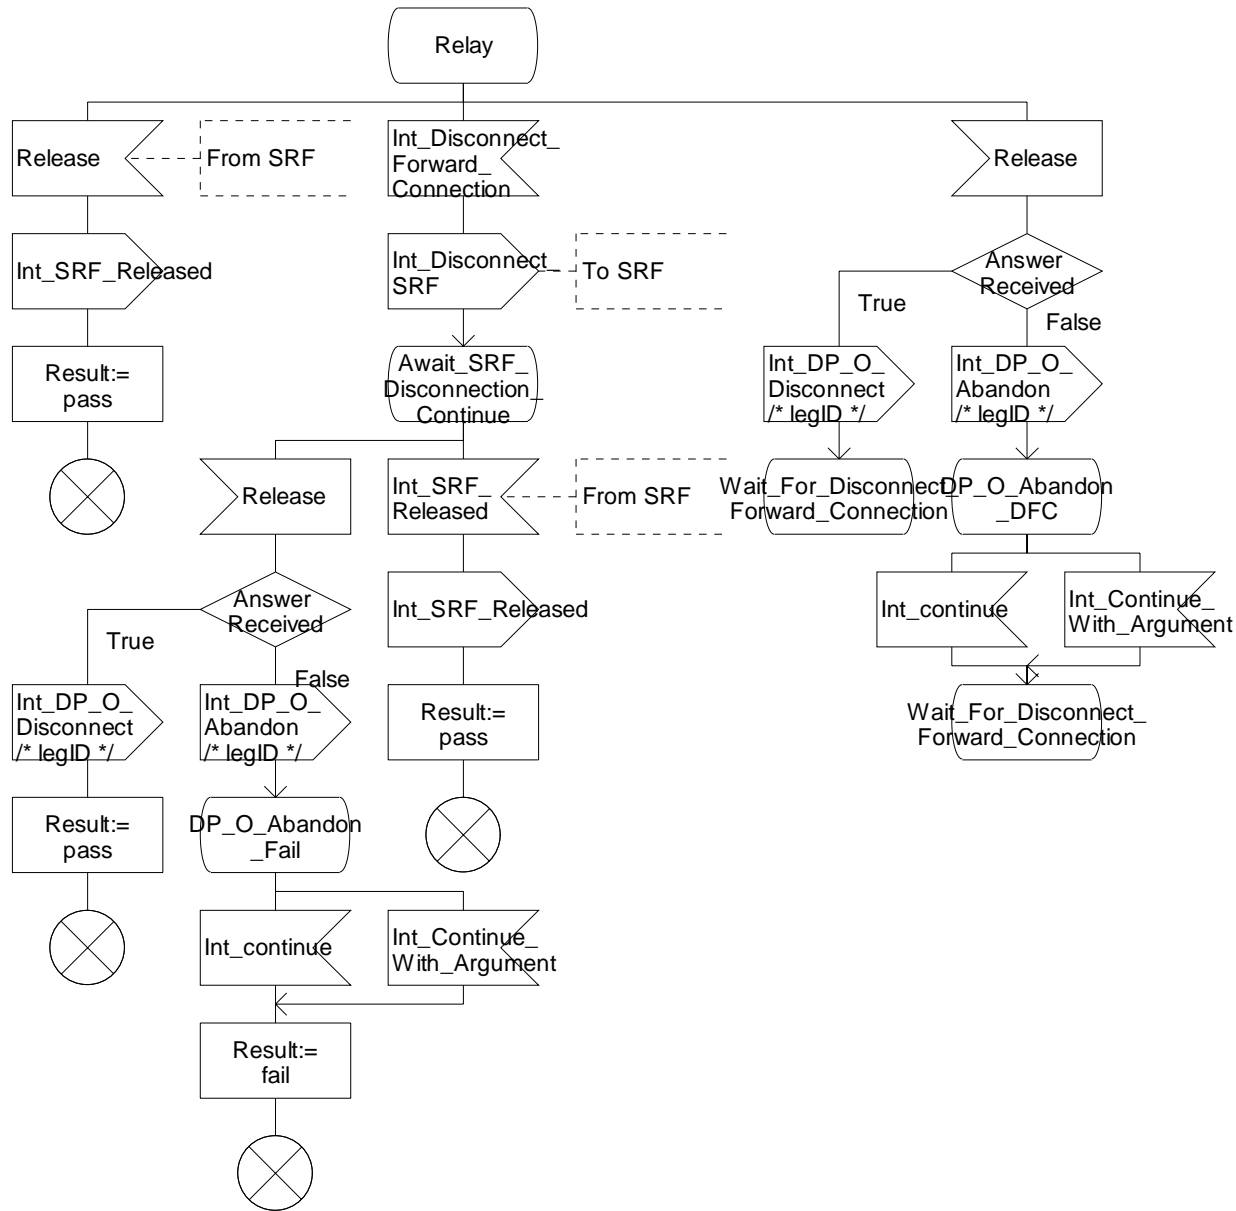 Relay
Release
From SRF
Int_Disconnect_
Forward_
Connection
Release
Int_SRF_Released
Int_Disconnect_
SRF
To SRF
Answer
Received
True
False
Result:=
pass
Await_SRF_
Disconnection_
Continue
Int_DP_O_
Disconnect
/* legID */
Int_DP_O_
Abandon
/* legID */
Release
Int_SRF_
Released
From SRF
Wait_For_Disconnect_
Forward_Connection
DP_O_Abandon
_DFC
Answer
Received
True
False
Int_SRF_Released
Int_continue
Int_Continue_
With_Argument
Int_DP_O_
Disconnect
/* legID */
Int_DP_O_
Abandon
/* legID */
Result:=
pass
Wait_For_Disconnect_
Forward_Connection
Result:=
pass
DP_O_Abandon
_Fail
Int_continue
Int_Continue_
With_Argument
Result:=
fail